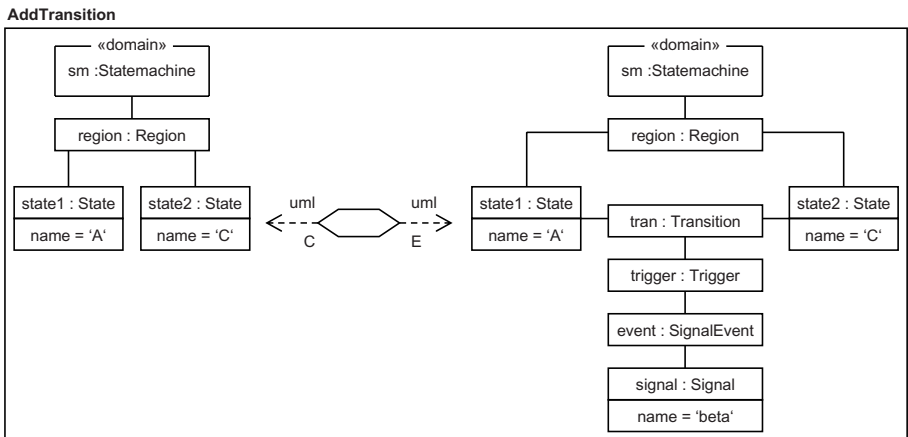 AddTransition
«domain»
sm :Statemachine
region : Region
state1 : State
name = ‘A‘
state2 : State
name = ‘C‘
uml
C
uml
E
«domain»
sm :Statemachine
region : Region
state1 : State
name = ‘A‘
tran : Transition
state2 : State
name = ‘C‘
trigger : Trigger
event : SignalEvent
signal : Signal
name = ‘beta‘